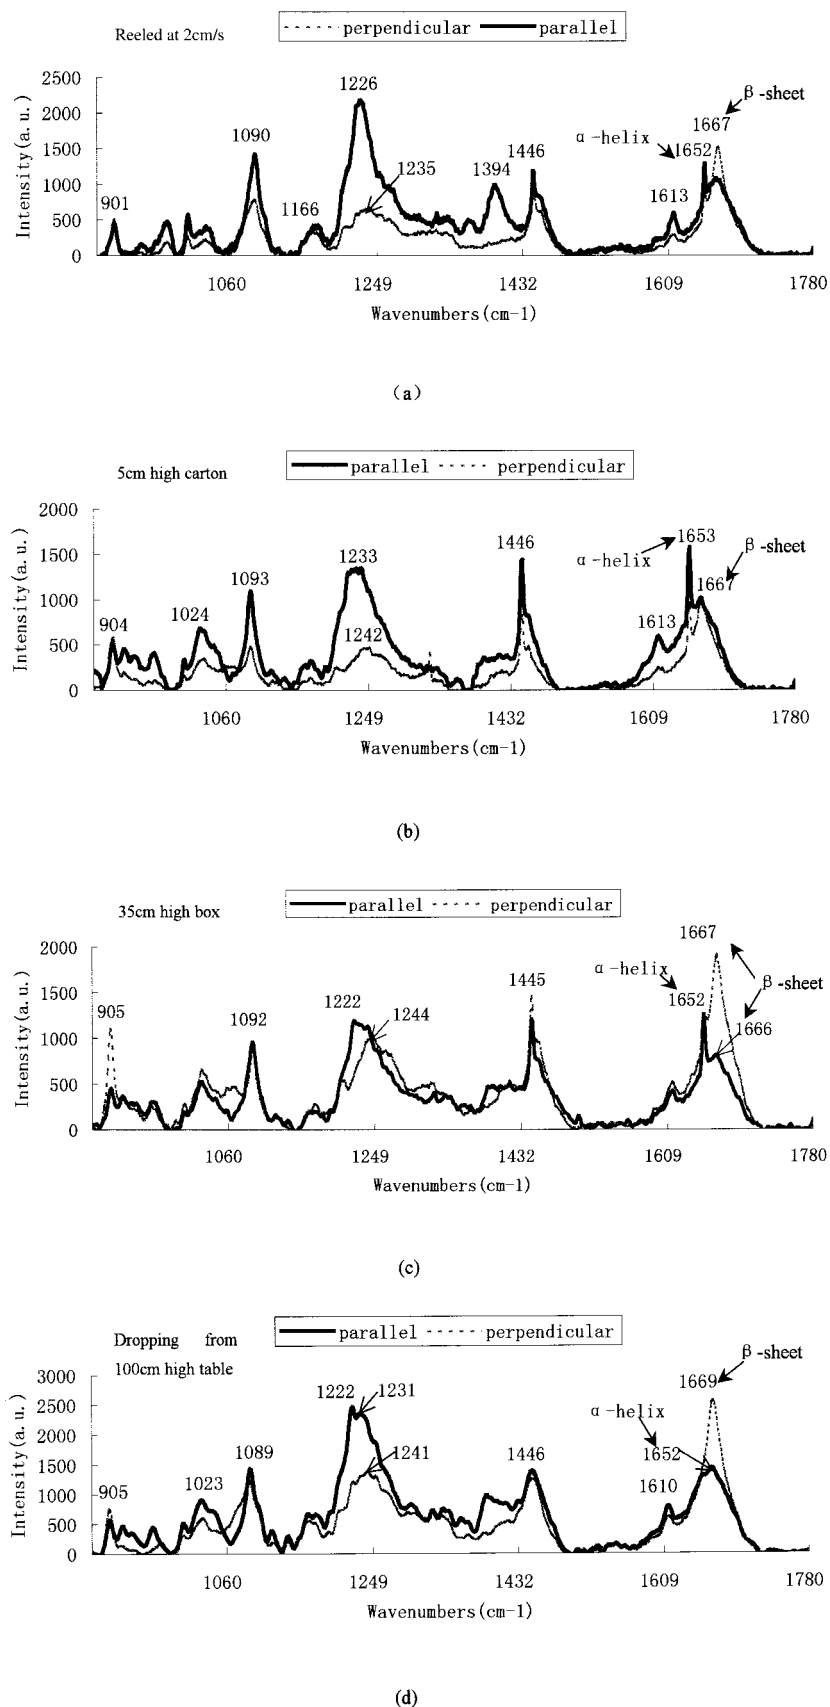 Reeled at 2cm/s
perpendicular parallel
Intensity(a.u.)
2500
2000
1500
1000
500
0
901
1090
1166
1226
1235
1394
1446
α-helix
1613
1652
1667
β-sheet
1060 1249 1432 1609 1780
Wavenumbers(cm-1)
(a)
5cm high carton
parallel perpendicular
Intensity(a.u.)
2000
1500
1000
500
0
904
1024
1093
1233
1242
1446
α-helix
1613
1653
1667
β-sheet
1060 1249 1432 1609 1780
Wavenumbers(cm-1)
(b)
35cm high box
parallel perpendicular
Intensity(a.u.)
2000
1500
1000
500
0
905
1092
1222
1244
1445
α-helix
1652
1667
β-sheet
1666
1060 1249 1432 1609 1780
Wavenumbers(cm-1)
(c)
Dropping from
100cm high table
parallel perpendicular
Intensity(a.u.)
3000
2500
2000
1500
1000
500
0
905
1023
1089
1222
1231
1241
1446
α-helix
1610
1652
1669
β-sheet
1060 1249 1432 1609 1780
Wavenumbers(cm-1)
(d)